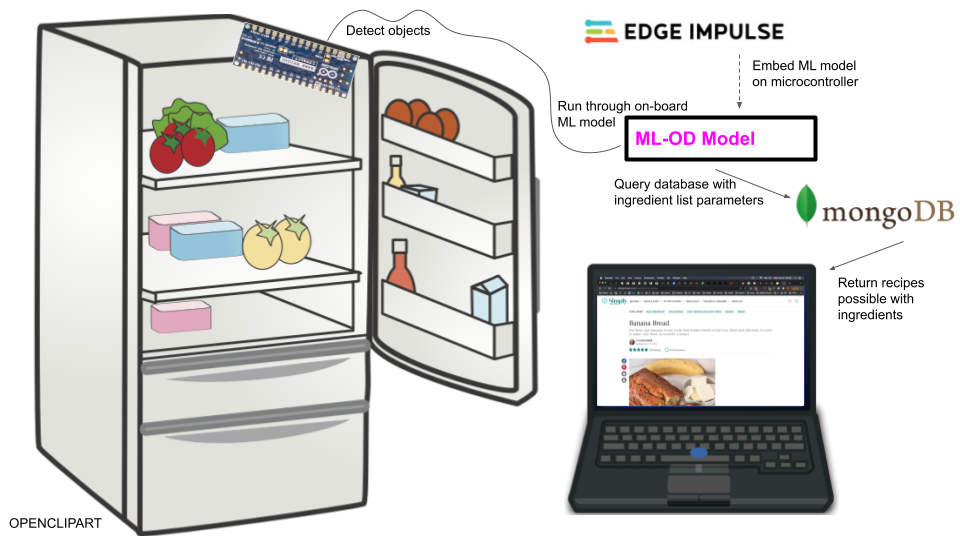 Detect objects
EDGE IMPULSE
Embed ML model
on microcontroller
Run through on-board
ML model
ML-OD Model
Query database with
ingredient list parameters
mongoDB
Return recipes
possible with
ingredients
Simply
Banana Bread
OPENCLIPART